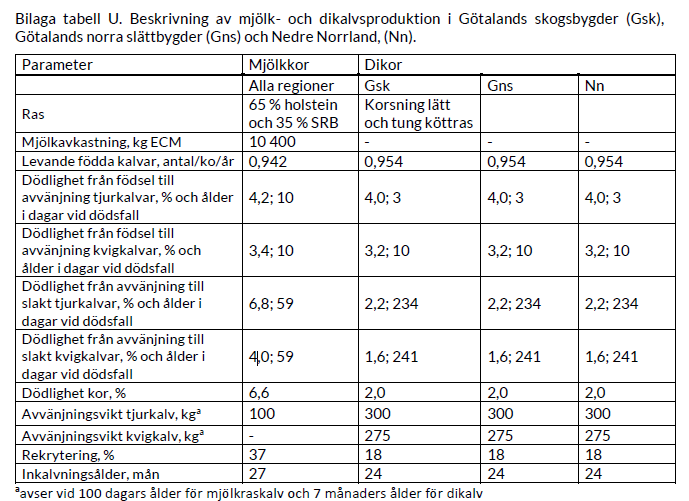 Bilaga tabell U. Beskrivning av mjölk- och dikalvsproduktion i Götalands skogsbygder (Gsk),
Götalands norra slättbygder (Gns) och Nedre Norrland, (Nn).
Parameter Mjölkkor Dikor
Alla regioner Gsk Gns Nn
Ras 65 % holstein och 35 % SRB Korsning lätt och tung köttras
Mjölkavkastning, kg ECM 10 400 - - -
Levande födda kalvar, antal/ko/år 0,942 0,954 0,954 0,954
Dödlighet från födsel till
avvänjning tjurkalvar, % och ålder 4,2; 10 4,0; 3 4,0; 3 4,0; 3
i dagar vid dödsfall
Dödlighet från födsel till
avvänjning kvigkalvar, % och 3,4; 10 3,2; 10 3,2; 10 3,2; 10
ålder i dagar vid dödsfall
Dödlighet från avvänjning till
slakt tjurkalvar, % och ålder i 6,8; 59 2,2; 234 2,2; 234 2,2; 234
dagar vid dödsfall
Dödlighet från avvänjning till
slakt kvigkalvar, % och ålder i 4,0; 59 1,6; 241 1,6; 241 1,6; 241
dagar vid dödsfall
Dödlighet kor, % 6,6 2,0 2,0 2,0
Avvänjningsvikt tjurkalv, kgª 100 300 300 300
Avvänjningsvikt kvigkalv, kgª - 275 275 275
Rekrytering, % 37 18 18 18
Inkalvningsålder, mån 27 24 24 24
ªavser vid 100 dagars ålder för mjölkraskalv och 7 månaders ålder för dikalv